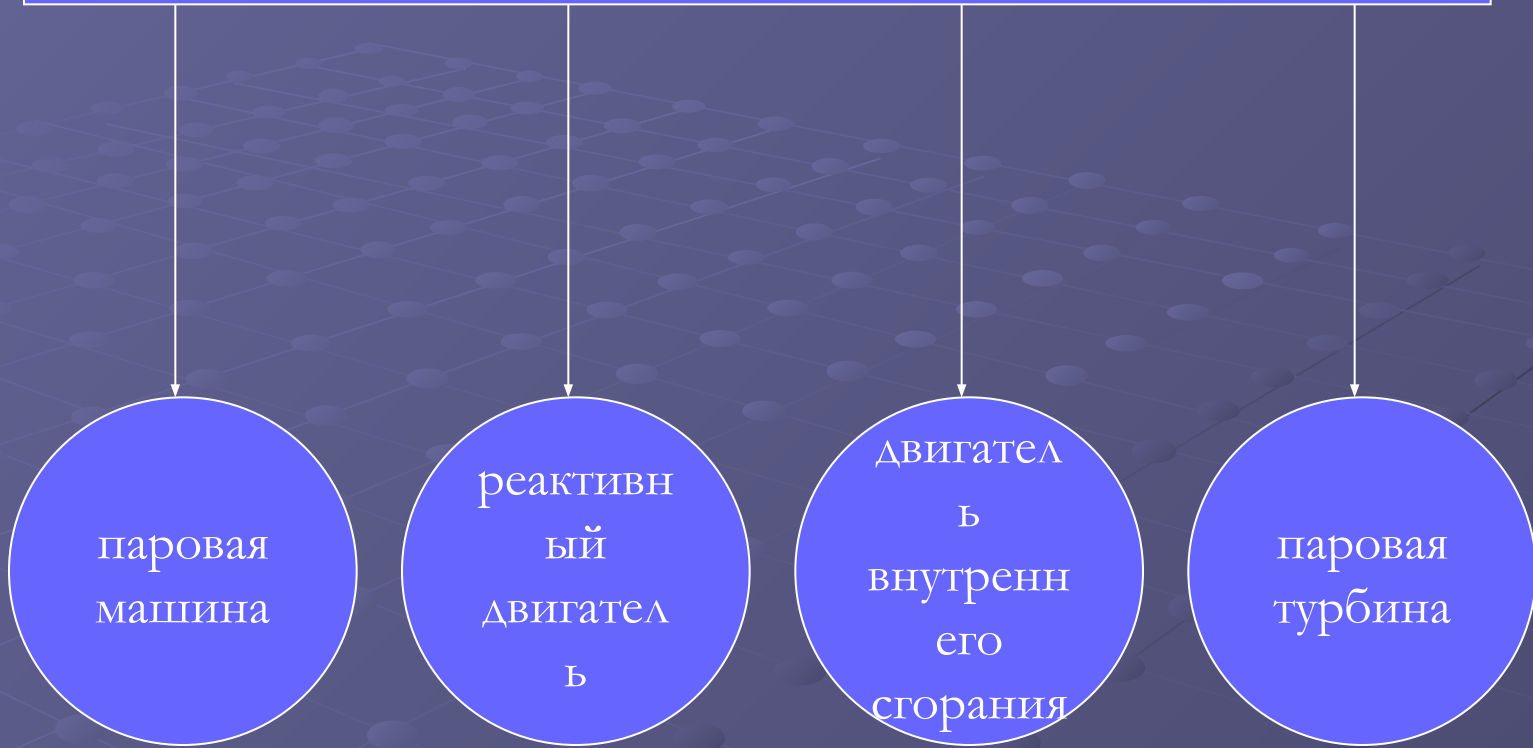 паровая
машина
реактивн
ый
двигател
ь
двигател
ь
внутренн
его
сгорания
паровая
турбина